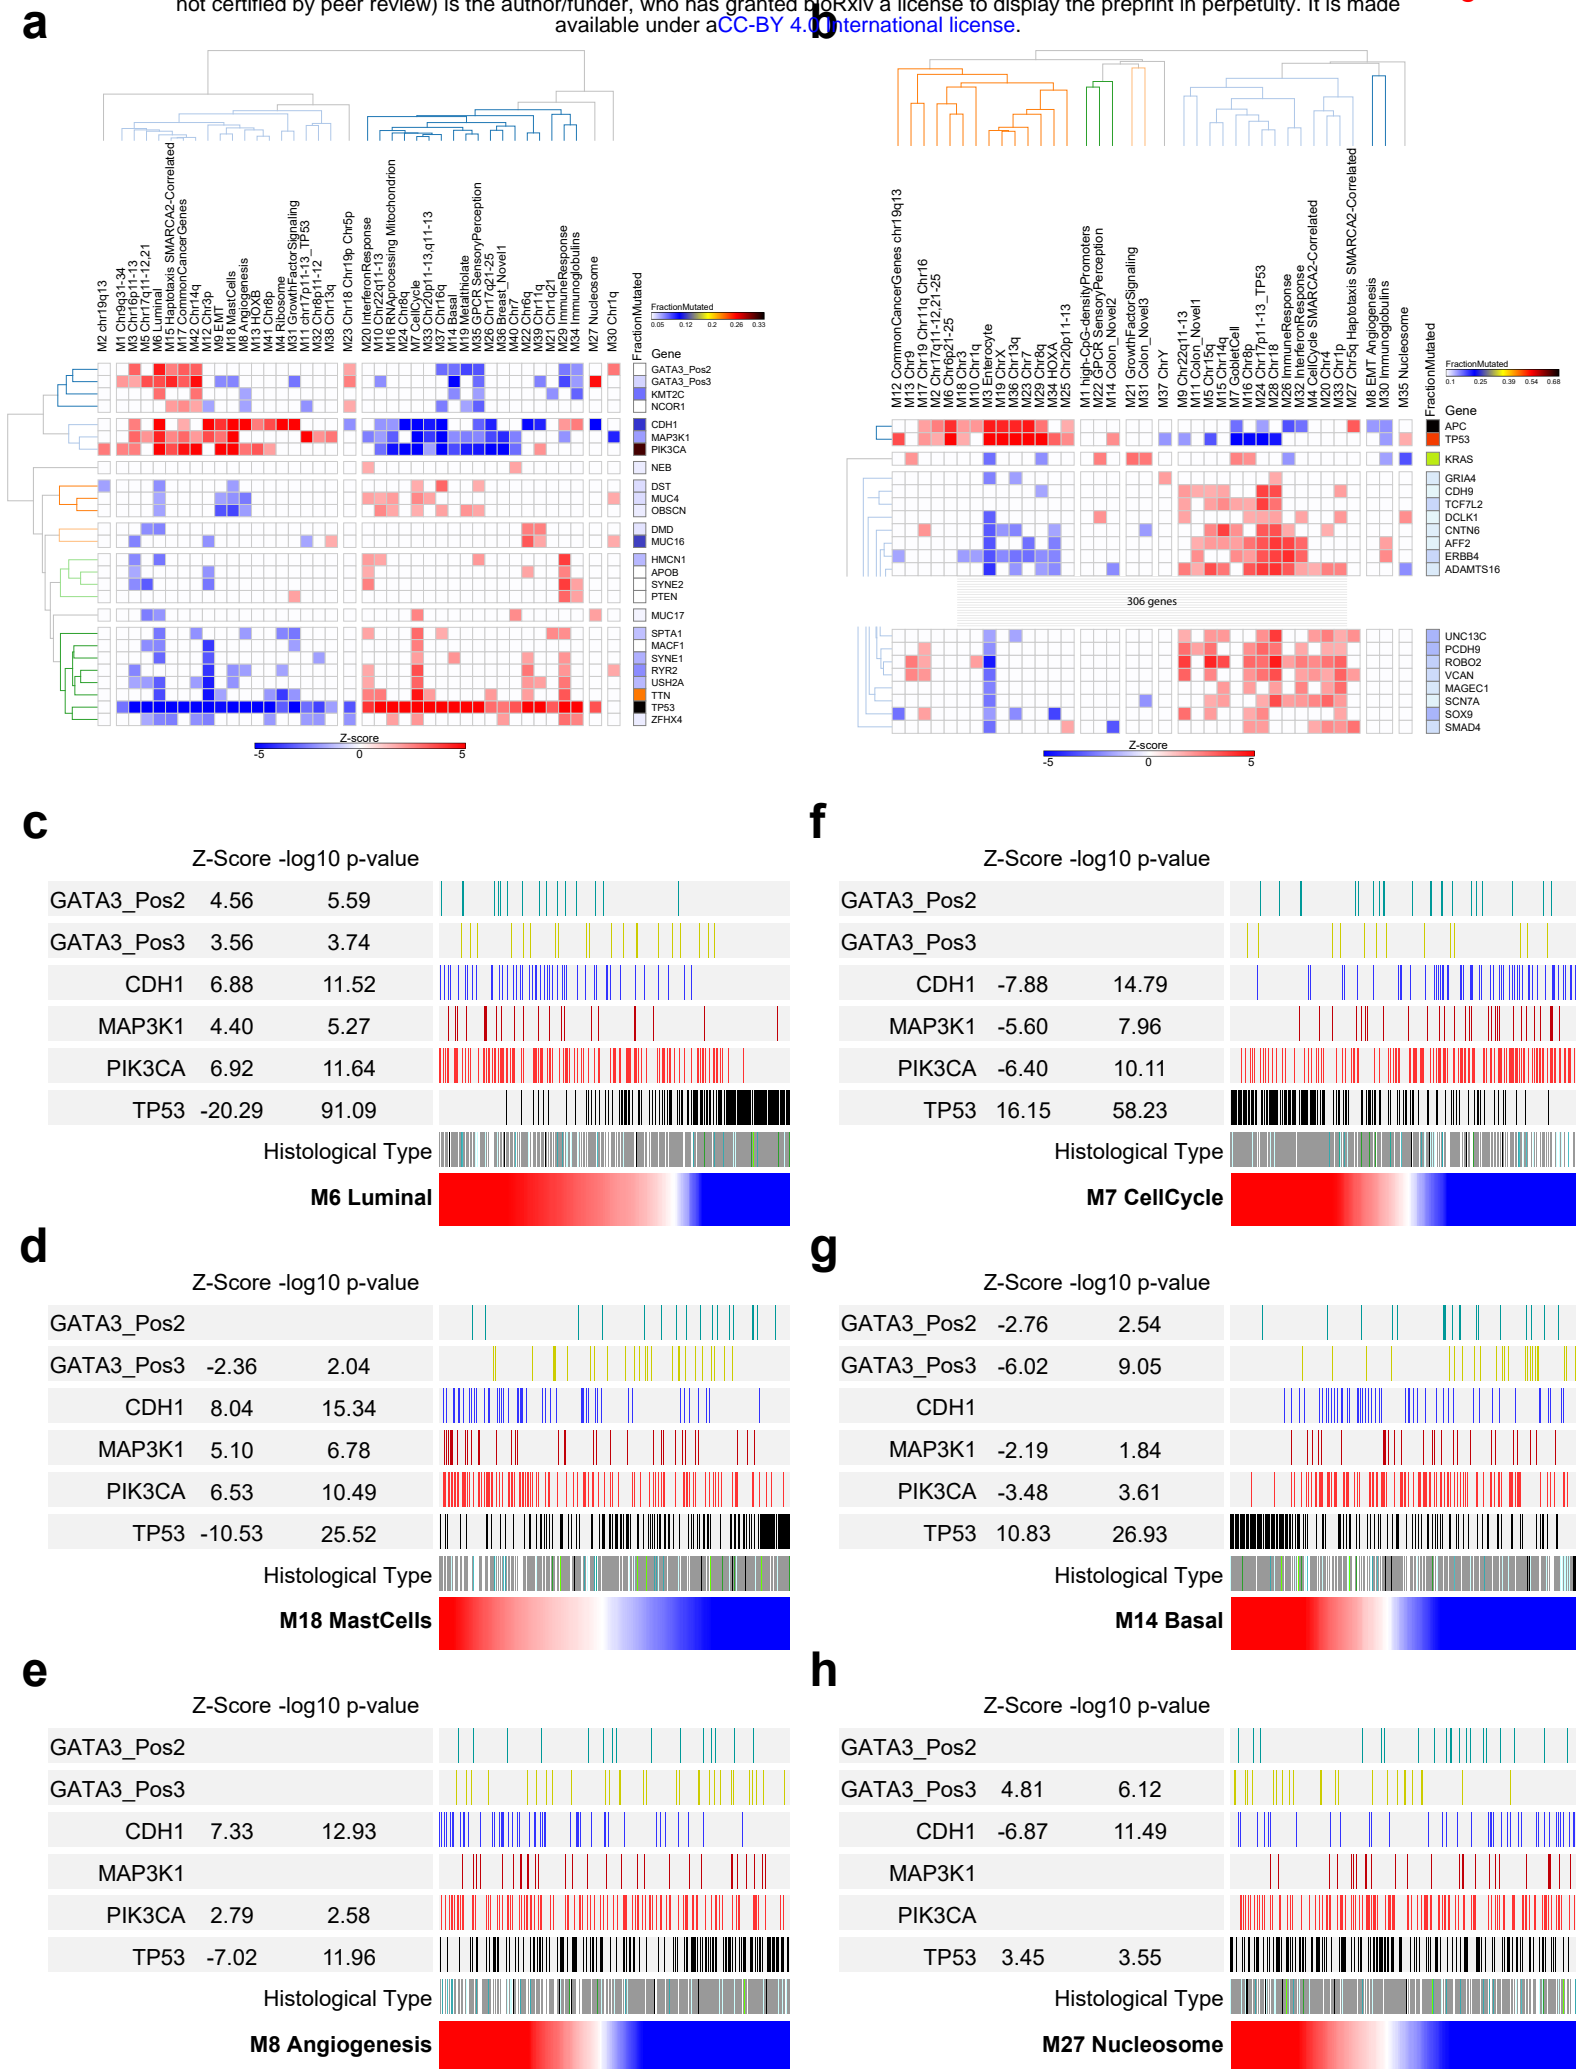 not certified by peer review) is the author/funder, who has granted bioRxiv a license to display the preprint in perpetuity. It is made
available under aCC-BY 4.0 International license.
a
M2 chr19q13
M1 Chr9q31-34
M3 Chr16p11-13
M5 Chr17q11-12,21
M6 Luminal
M15 Haptotaxis SMARCA2-Correlated
M17 CommonCancerGenes
M42 Chr14q
M12 Chr3p
M9 EMT
M18 MastCells
M8 Angiogenesis
M13 HOXB
M41 Chr8p
M4 Ribosome
M31 GrowthFactorSignaling
M11 chr17p11-13_TP53
M32 Chr8p11-12
M38 Chr13q
M23 Chr18 Chr19p Chr5p
M20 InterferonResponse
M10 Chr22q11-13
M16 RNAprocessing Mitochondrion
M24 Chr8q
M7 CellCycle
M33 Chr20p11-13,q11-13
M37 Chr16q
M14 Basal
M19 Metalthiolate
M35 GPCR SensoryPerception
M26 Chr17q21-25
M36 Breast_Novel1
M40 Chr7
M22 Chr6q
M39 Chr11q
M21 Chr1q21
M29 ImmuneResponse
M34 Immunoglobulins
M27 Nucleosome
M30 Chr1q
FractionMutated
FractionMutated
0.05 0.12 0.2 0.26 0.33
Gene
GATA3_Pos2
GATA3_Pos3
KMT2C
NCOR1
CDH1
MAP3K1
PIK3CA
NEB
DST
MUC4
OBSCN
DMD
MUC16
HMCN1
APOB
SYNE2
PTEN
MUC17
SPTA1
MACF1
SYNE1
RYR2
USH2A
TTN
TP53
ZFHX4
Z-score
-5 0 5
b
M12 CommonCancerGenes chr19q13
M13 Chr9
M17 Chr19 Chr11q Chr16
M2 Chr17q11-12,21-25
M6 Chr6p21-25
M18 Chr3
M10 Chr1q
M3 Enterocyte
M19 ChrX
M36 Chr13q
M23 Chr7
M29 Chr8q
M34 HOXA
M25 Chr20p11-13
M1 high-CpG-densityPromoters
M22 GPCR SensoryPerception
M14 Colon_Novel2
M21 GrowthFactorSignaling
M31 Colon_Novel3
M37 ChrY
M9 Chr22q11-13
M11 Colon_Novel1
M5 Chr15q
M15 Chr14q
M7 GobletCell
M16 Chr8p
M24 Chr17p11-13_TP53
M28 Chr18
M26 ImmuneResponse
M32 InterferonResponse
M4 CellCycle SMARCA2-Correlated
M20 Chr4
M33 Chr1p
M27 Chr5q Haptotaxis SMARCA2-Correlated
M8 EMT Angiogenesis
M30 Immunoglobulins
M35 Nucleosome
FractionMutated
FractionMutated
0.1 0.25 0.39 0.54 0.68
Gene
APC
TP53
KRAS
GRIA4
CDH9
TCF7L2
DCLK1
CNTN6
AFF2
ERBB4
ADAMTS16
306 genes
UNC13C
PCDH9
ROBO2
VCAN
MAGEC1
SCN7A
SOX9
SMAD4
Z-score
-5 0 5
c
Z-Score -log10 p-value
GATA3_Pos2 4.56 5.59
GATA3_Pos3 3.56 3.74
CDH1 6.88 11.52
MAP3K1 4.40 5.27
PIK3CA 6.92 11.64
TP53 -20.29 91.09
Histological Type
M6 Luminal
f
Z-Score -log10 p-value
GATA3_Pos2
GATA3_Pos3
CDH1 -7.88 14.79
MAP3K1 -5.60 7.96
PIK3CA -6.40 10.11
TP53 16.15 58.23
Histological Type
M7 CellCycle
d
Z-Score -log10 p-value
GATA3_Pos2
GATA3_Pos3 -2.36 2.04
CDH1 8.04 15.34
MAP3K1 5.10 6.78
PIK3CA 6.53 10.49
TP53 -10.53 25.52
Histological Type
M18 MastCells
g
Z-Score -log10 p-value
GATA3_Pos2 -2.76 2.54
GATA3_Pos3 -6.02 9.05
CDH1
MAP3K1 -2.19 1.84
PIK3CA -3.48 3.61
TP53 10.83 26.93
Histological Type
M14 Basal
e
Z-Score -log10 p-value
GATA3_Pos2
GATA3_Pos3
CDH1 7.33 12.93
MAP3K1
PIK3CA 2.79 2.58
TP53 -7.02 11.96
Histological Type
M8 Angiogenesis
h
Z-Score -log10 p-value
GATA3_Pos2
GATA3_Pos3 4.81 6.12
CDH1 -6.87 11.49
MAP3K1
PIK3CA
TP53 3.45 3.55
Histological Type
M27 Nucleosome